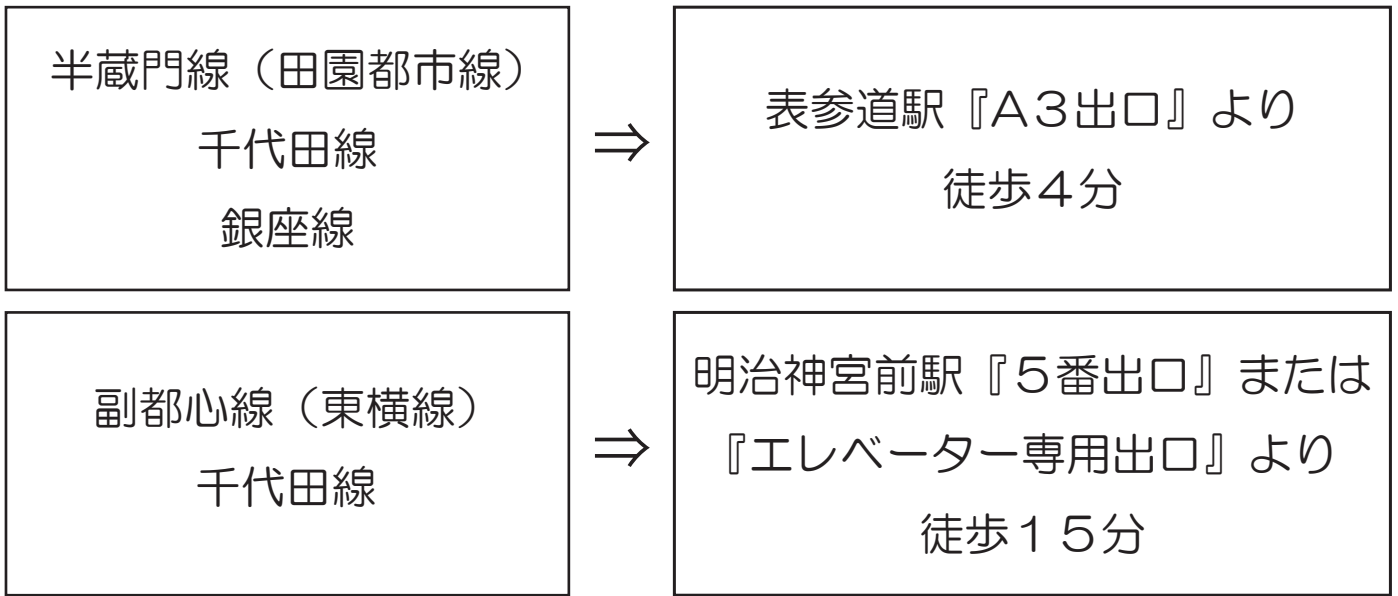 半蔵門線（田園都市線）
千代田線
銀座線
⇒
表参道駅『A３出口』より
徒歩４分
副都心線（東横線）
千代田線
⇒
明治神宮前駅『５番出口』または
『エレベーター専用出口』より
徒歩１５分